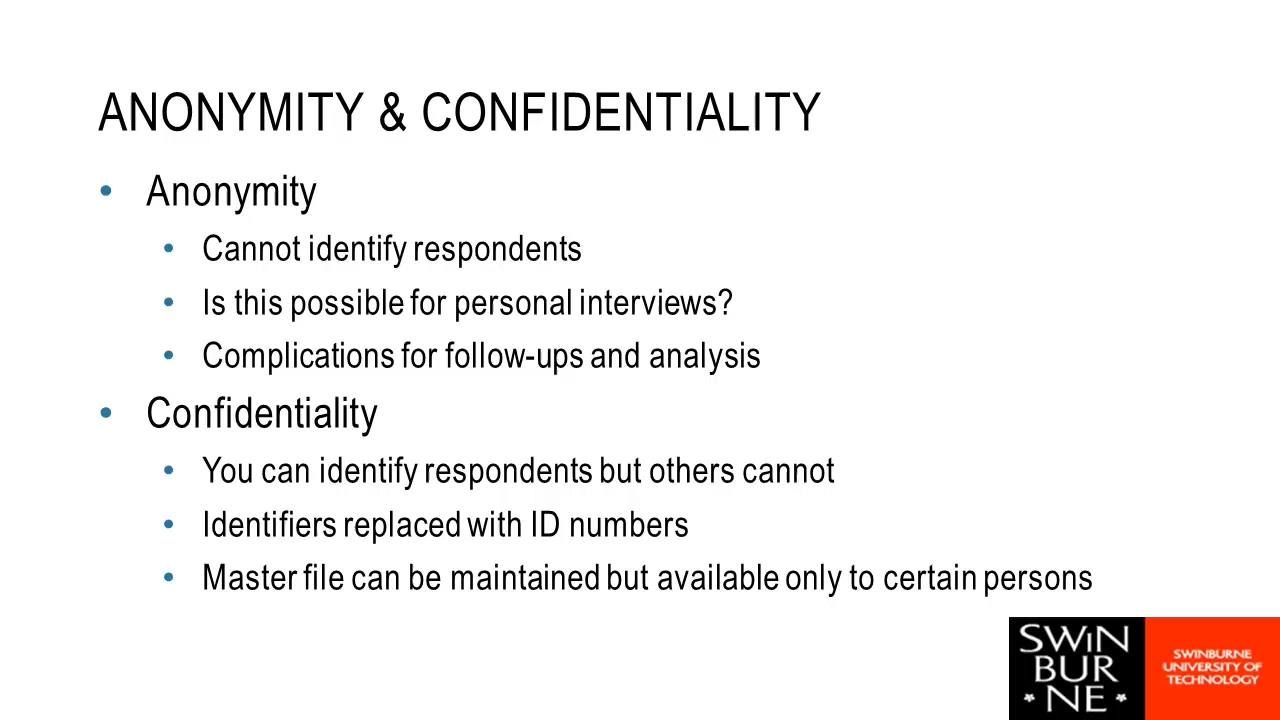 ANONYMITY & CONFIDENTIALITY
• Anonymity
• Cannot identify respondents
• Is this possible for personal interviews?
• Complications for follow-ups and analysis
• Confidentiality
• You can identify respondents but others cannot
• Identifiers replaced with ID numbers
• Master file can be maintained but available only to certain persons
SWIN
BUR
NE
SWINBURNE
UNIVERSITY OF
TECHNOLOGY